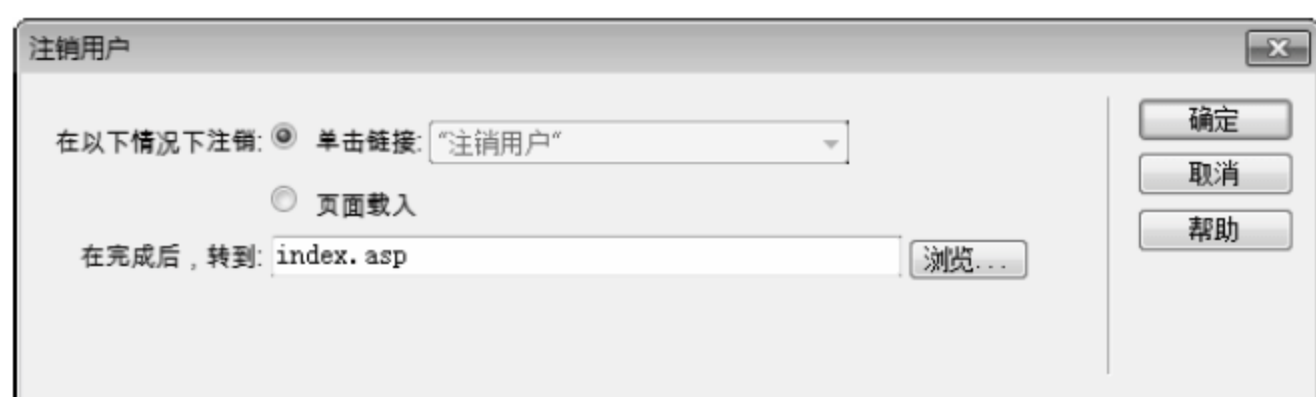 注销用户
在以下情况下注销: 单击链接: "注销用户"
页面载入
在完成后，转到: index.asp 浏览...
确定
取消
帮助